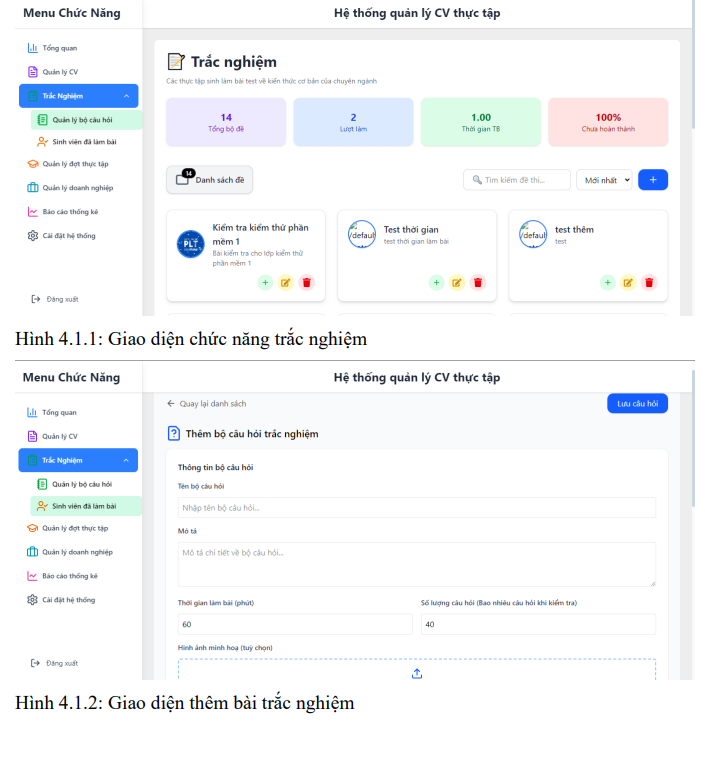 Menu Chức Năng
Hệ thống quản lý CV thực tập
Tổng quan
Quản lý CV
Trắc Nghiệm
Quản lý bộ câu hỏi
Sinh viên đã làm bài
Quản lý đợt thực tập
Quản lý doanh nghiệp
Báo cáo thống kê
Cài đặt hệ thống
Đăng xuất
Trắc nghiệm
Các thực tập sinh làm bài test về kiến thức cơ bản của chuyên ngành
14
Tổng bộ đề
2
Lượt làm
1.00
Thời gian TB
100%
Chưa hoàn thành
14
Danh sách đề
Tìm kiếm đề thi...
Mới nhất
+
PLT
Kiểm tra kiểm thử phần
mềm 1
Bài kiểm tra cho lớp kiểm thử
phần mềm 1
+
/defaul
Test thời gian
test thời gian làm bài
+
/defaul
test thêm
test
+
Hình 4.1.1: Giao diện chức năng trắc nghiệm
Menu Chức Năng
Hệ thống quản lý CV thực tập
Tổng quan
Quản lý CV
Trắc Nghiệm
Quản lý bộ câu hỏi
Sinh viên đã làm bài
Quản lý đợt thực tập
Quản lý doanh nghiệp
Báo cáo thống kê
Cài đặt hệ thống
Đăng xuất
← Quay lại danh sách
Lưu câu hỏi
Thêm bộ câu hỏi trắc nghiệm
Thông tin bộ câu hỏi
Tên bộ câu hỏi
Nhập tên bộ câu hỏi...
Mô tả
Mô tả chi tiết về bộ câu hỏi...
Thời gian làm bài (phút)
Số lượng câu hỏi (Bao nhiêu câu hỏi khi kiểm tra)
60
40
Hình ảnh minh hoạ (tuỳ chọn)
Hình 4.1.2: Giao diện thêm bài trắc nghiệm